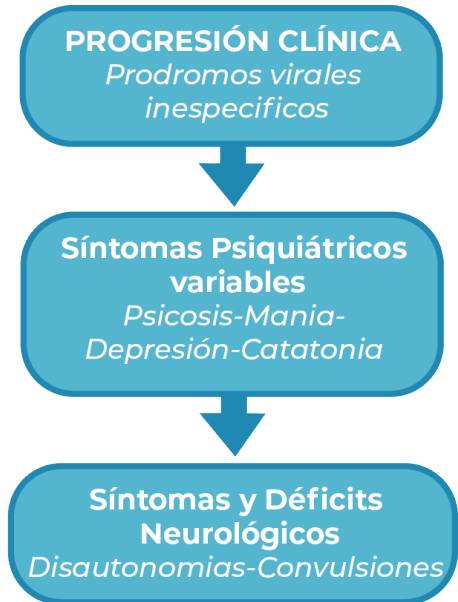 PROGRESIÓN CLÍNICA
Prodromos virales
inespecificos
Síntomas Psiquiátricos
variables
Psicosis-Mania-
Depresión-Catatonia
Síntomas y Déficits
Neurológicos
Disautonomias-Convulsiones